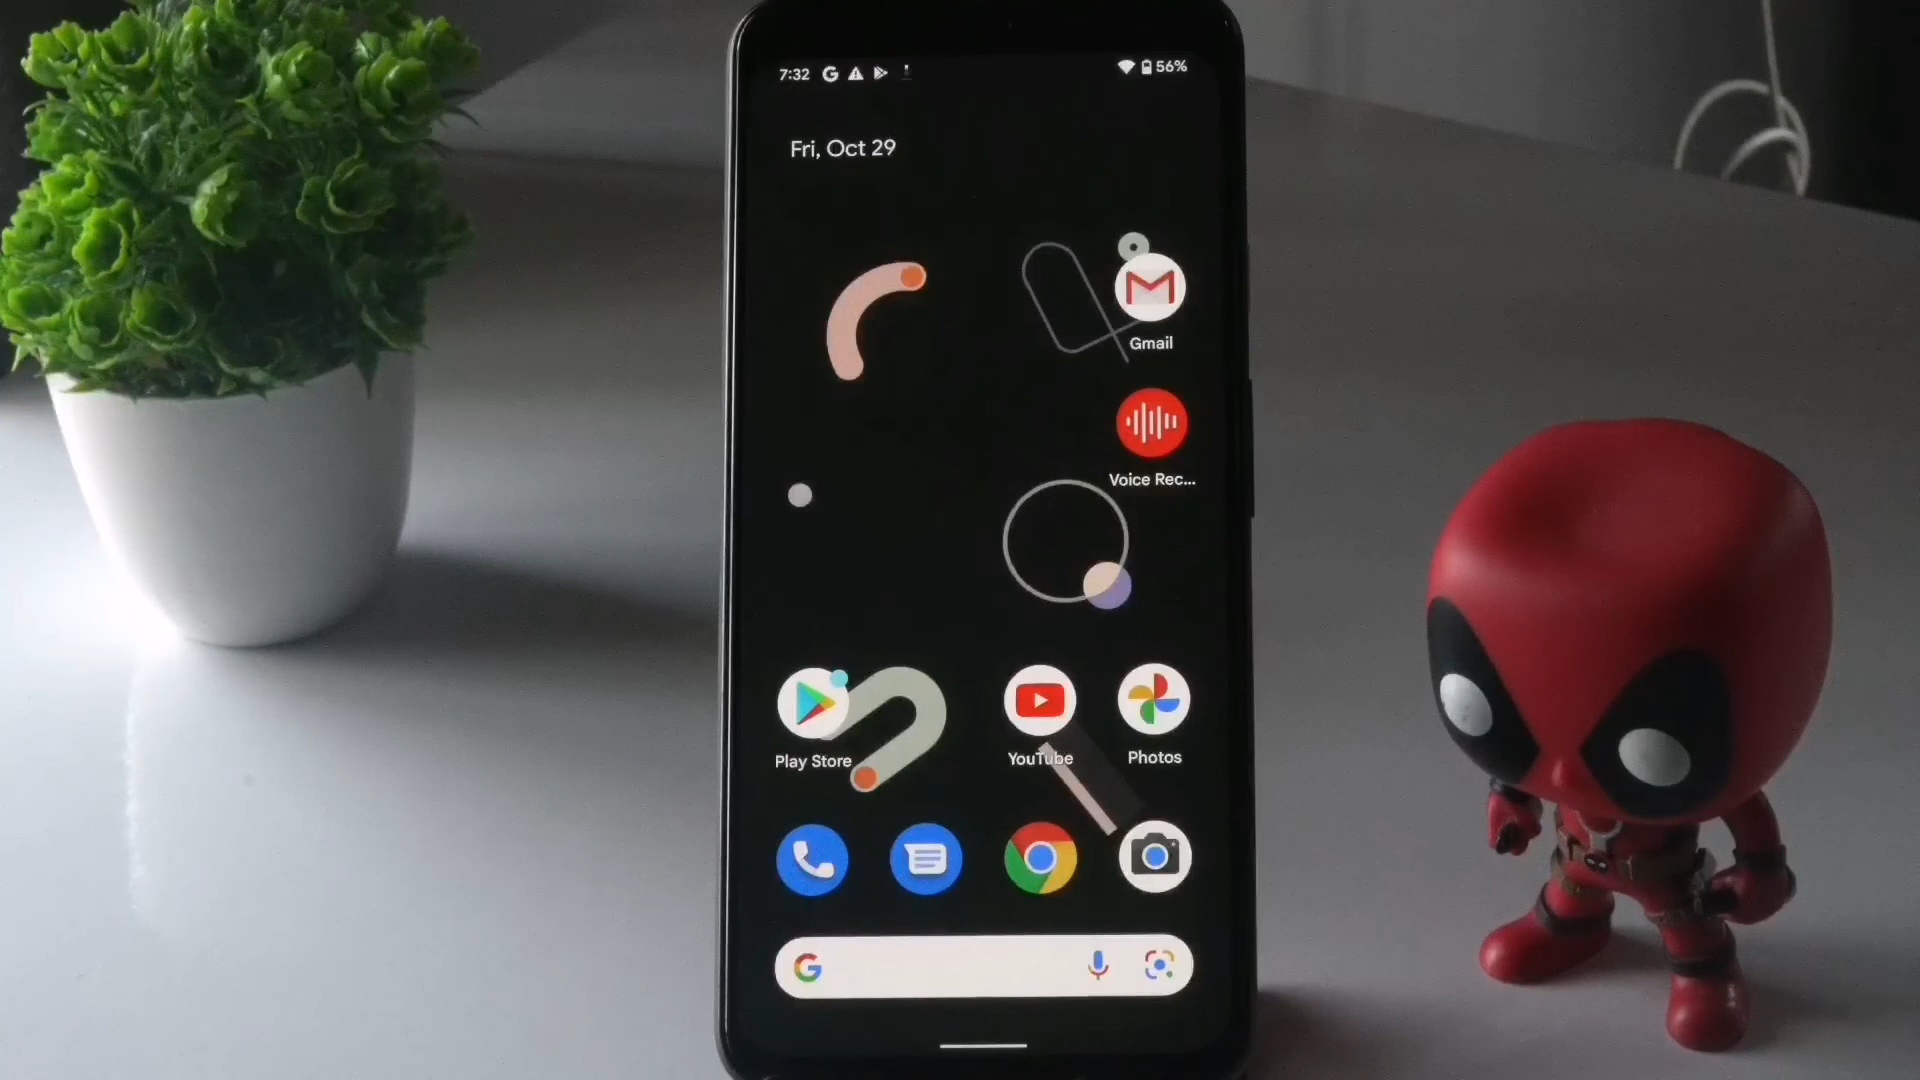 7:32
56%
Fri, Oct 29
Gmail
Voice Rec...
Play Store
YouTube
Photos